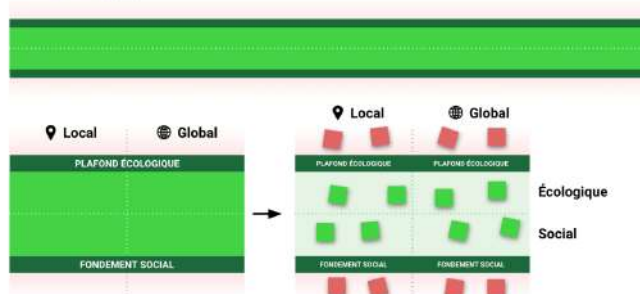 Local Global
PLAFOND ÉCOLOGIQUE
FONDEMENT SOCIAL
Local Global
PLAFOND ÉCOLOGIQUE PLAFOND ÉCOLOGIQUE
Écologique
Social
FONDEMENT SOCIAL FONDEMENT SOCIAL